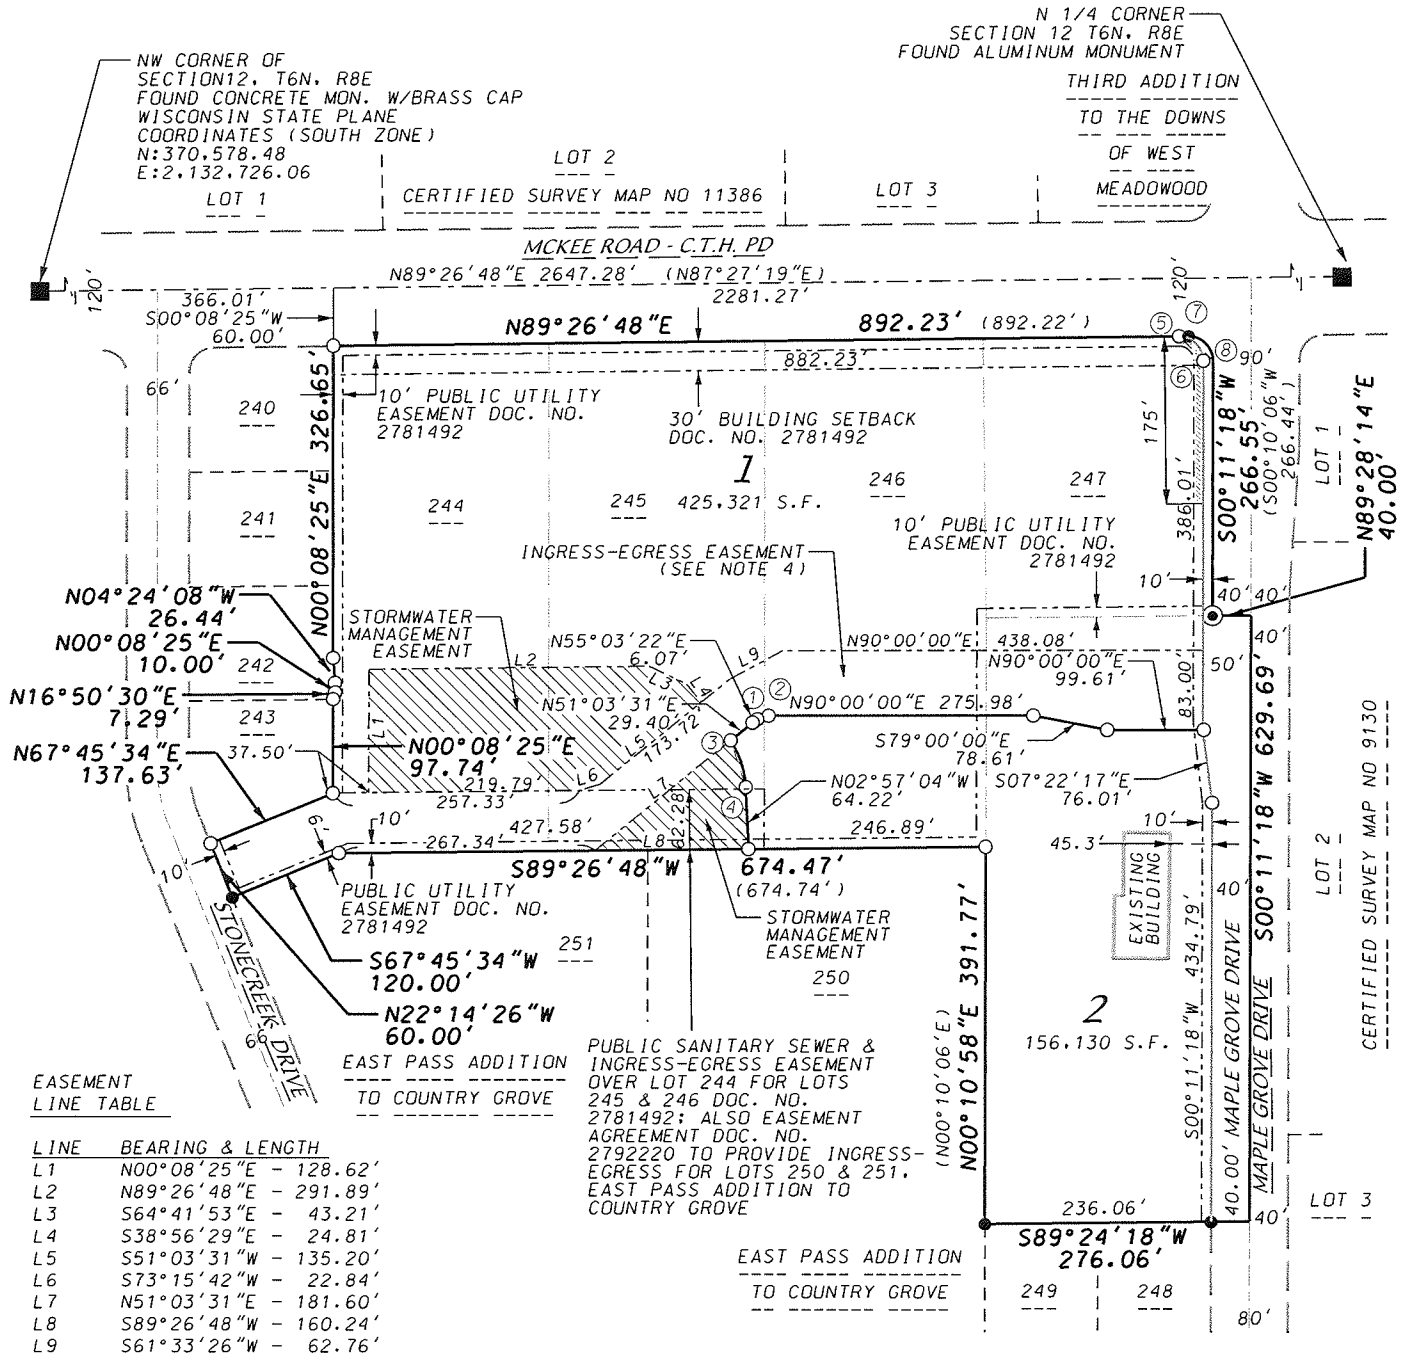 N 1/4 CORNER
SECTION 12 T6N, R8E
FOUND ALUMINUM MONUMENT
NW CORNER OF
SECTION12, T6N, R8E
FOUND CONCRETE MON. W/BRASS CAP
WISCONSIN STATE PLANE
COORDINATES (SOUTH ZONE)
N:370,578.48
E:2,132,726.06
THIRD ADDITION
TO THE DOWNS
OF WEST
MEADOWOOD
LOT 1
LOT 2
CERTIFIED SURVEY MAP NO 11386
LOT 3
MCKEE ROAD - C.T.H. PD
N89°26'48"E 2647.28' (N87°27'19"E)
120'
366.01'
2281.27'
120'
S00°08'25"W
60.00'
N89°26'48"E
892.23' (892.22')
5
7
8
6
90'
882.23'
66'
326.65'
N00°08'25"E
10' PUBLIC UTILITY
EASEMENT DOC. NO.
2781492
30' BUILDING SETBACK
DOC. NO. 2781492
175'
S00°11'18"W
266.55'
(S00°10'06"W
266.44')
LOT 1
N89°28'14"E
40.00'
240
241
242
243
1
425,321 S.F.
244
245
246
247
386.01'
10' PUBLIC UTILITY
EASEMENT DOC. NO.
2781492
INGRESS-EGRESS EASEMENT
(SEE NOTE 4)
10'
40'
40'
40'
50'
N04°24'08"W
26.44'
N00°08'25"E
10.00'
N16°50'30"E
7.29'
N67°45'34"E
137.63'
STORMWATER
MANAGEMENT
EASEMENT
L2
L3
L4
L9
L1
L5
L6
L7
L8
N55°03'22"E
6.07'
N51°03'31"E
29.40'
173.72'
1
2
3
4
N90°00'00"E
438.08'
N90°00'00"E
99.61'
83.00'
N90°00'00"E 275.98'
S79°00'00"E
78.61'
S07°22'17"E
76.01'
N02°57'04"W
64.22'
37.50'
N00°08'25"E
97.74'
219.79'
257.33'
62.28'
427.58'
267.34'
10'
6'
10'
S89°26'48"W
674.47'
(674.74')
246.89'
10'
45.3'
40'
EXISTING
BUILDING
434.79'
S00°11'18"W
S00°11'18"W 629.69'
LOT 2
CERTIFIED SURVEY MAP NO 9130
PUBLIC UTILITY
EASEMENT DOC. NO.
2781492
STORMWATER
MANAGEMENT
EASEMENT
251
250
S67°45'34"W
120.00'
N22°14'26"W
60.00'
STONECREEK DRIVE
66'
391.77'
N00°10'58"E
(N00°10'06"E)
2
156,130 S.F.
40.00' MAPLE GROVE DRIVE
MAPLE GROVE DRIVE
EAST PASS ADDITION
TO COUNTRY GROVE
PUBLIC SANITARY SEWER &
INGRESS-EGRESS EASEMENT
OVER LOT 244 FOR LOTS
245 & 246 DOC. NO.
2781492; ALSO EASEMENT
AGREEMENT DOC. NO.
2792220 TO PROVIDE INGRESS-
EGRESS FOR LOTS 250 & 251,
EAST PASS ADDITION TO
COUNTRY GROVE
EASEMENT
LINE TABLE
LINE BEARING & LENGTH
L1 N00°08'25"E - 128.62'
L2 N89°26'48"E - 291.89'
L3 S64°41'53"E - 43.21'
L4 S38°56'29"E - 24.81'
L5 S51°03'31"W - 135.20'
L6 S73°15'42"W - 22.84'
L7 N51°03'31"E - 181.60'
L8 S89°26'48"W - 160.24'
L9 S61°33'26"W - 62.76'
236.06'
40'
S89°24'18"W
276.06'
LOT 3
EAST PASS ADDITION
TO COUNTRY GROVE
249
248
80'